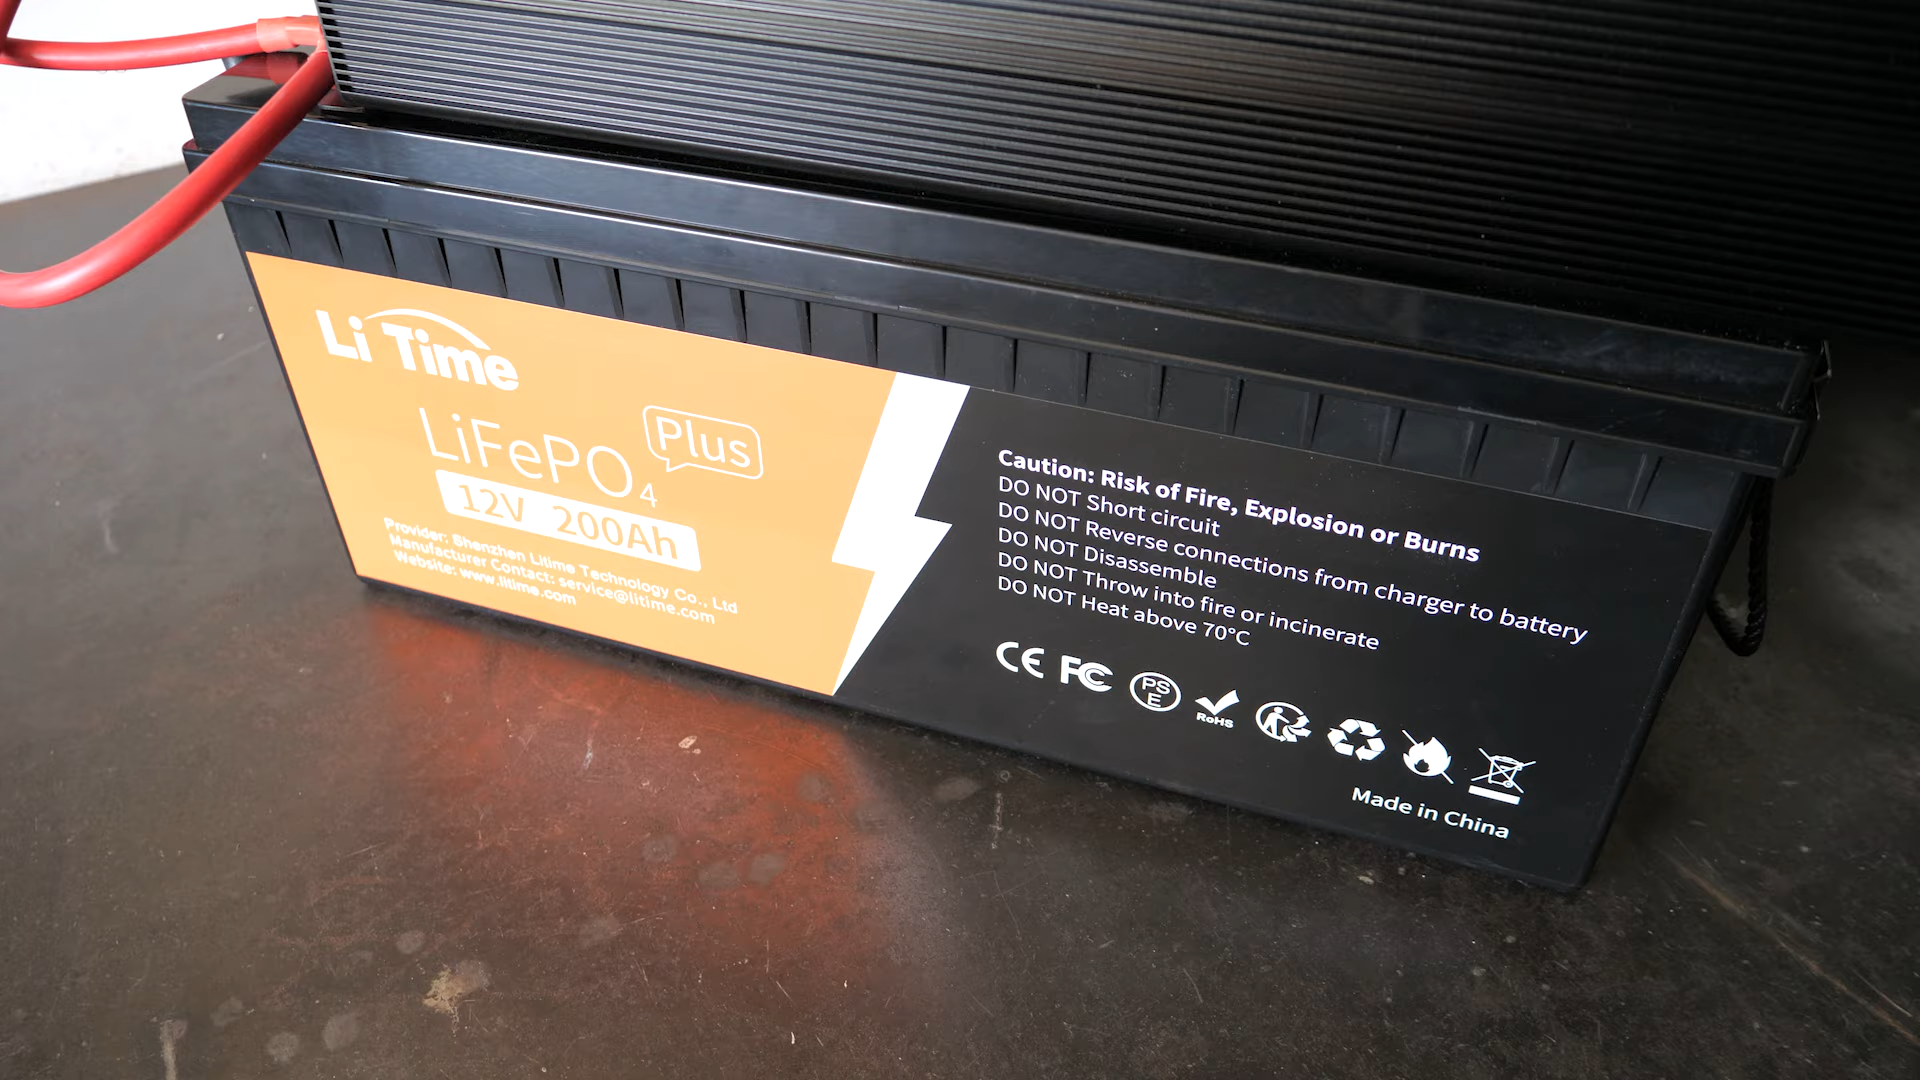 Li Time
LiFePO4 Plus
12V 200Ah
Provider: Shenzhen Litime Technology Co., Ltd
Manufacturer Contact: service@litime.com
Website: www.litime.com
Caution: Risk of Fire, Explosion or Burns
DO NOT Short circuit
DO NOT Reverse connections from charger to battery
DO NOT Disassemble
DO NOT Throw into fire or incinerate
DO NOT Heat above 70°C
CE FC PSE RoHS
Made in China